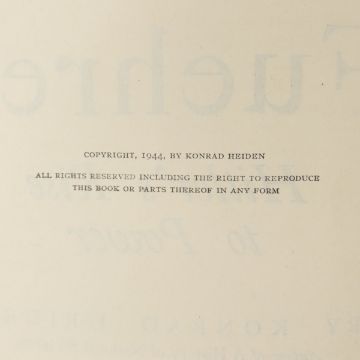 COPYRIGHT, 1944, BY KONRAD HEIDEN
ALL RIGHTS RESERVED INCLUDING THE RIGHT TO REPRODUCE
THIS BOOK OR PARTS THEREOF IN ANY FORM